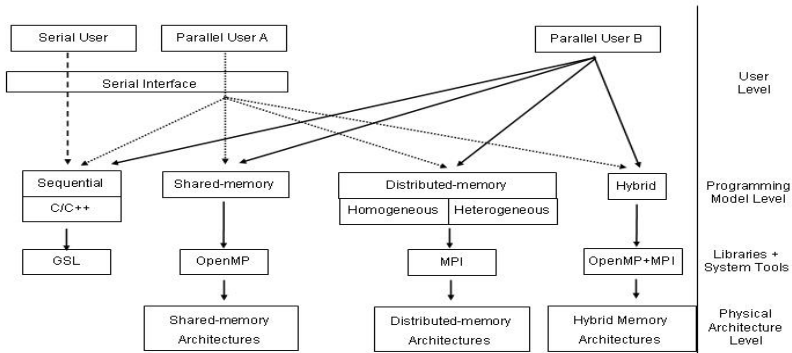 Serial User
Parallel User A
Parallel User B
Serial Interface
User
Level
Sequential
C/C++
Shared-memory
Distributed-memory
Homogeneous
Heterogeneous
Hybrid
Programming
Model Level
GSL
OpenMP
MPI
OpenMP+MPI
Libraries +
System Tools
Shared-memory
Architectures
Distributed-memory
Architectures
Hybrid Memory
Architectures
Physical
Architecture
Level